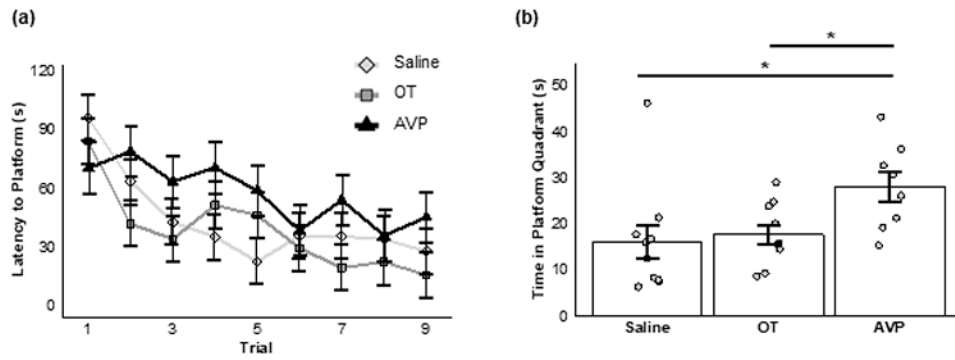 (a)
Saline
OT
AVP
Latency to Platform (s)
120
90
60
30
0
1
3
5
7
9
Trial
(b)
*
*
Time in Platform Quadrant (s)
50
40
30
20
10
0
Saline
OT
AVP